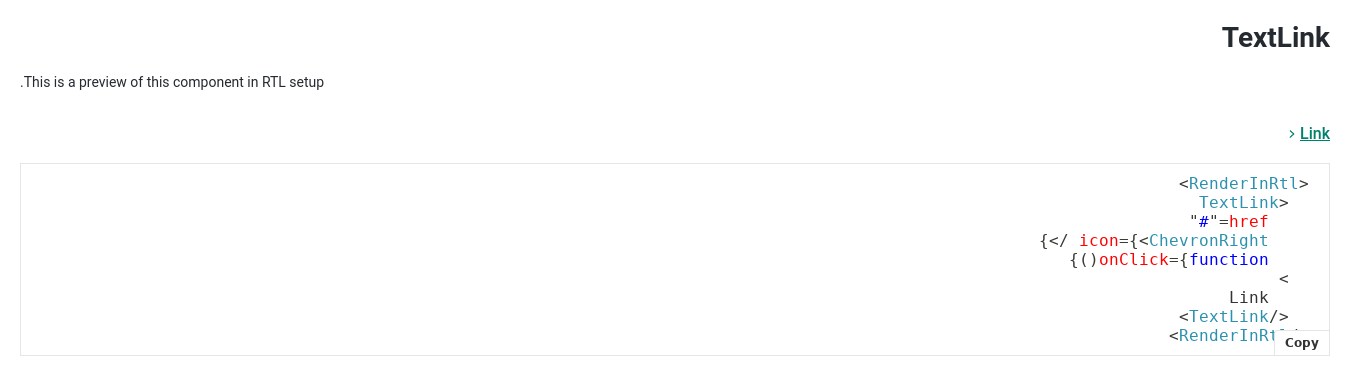 TextLink
.This is a preview of this component in RTL setup
› Link
<RenderInRtl>
TextLink>
"#"=href
{</ icon={<ChevronRight
{()onClick={function
<
Link
<TextLink/>
<RenderInRt
Copy